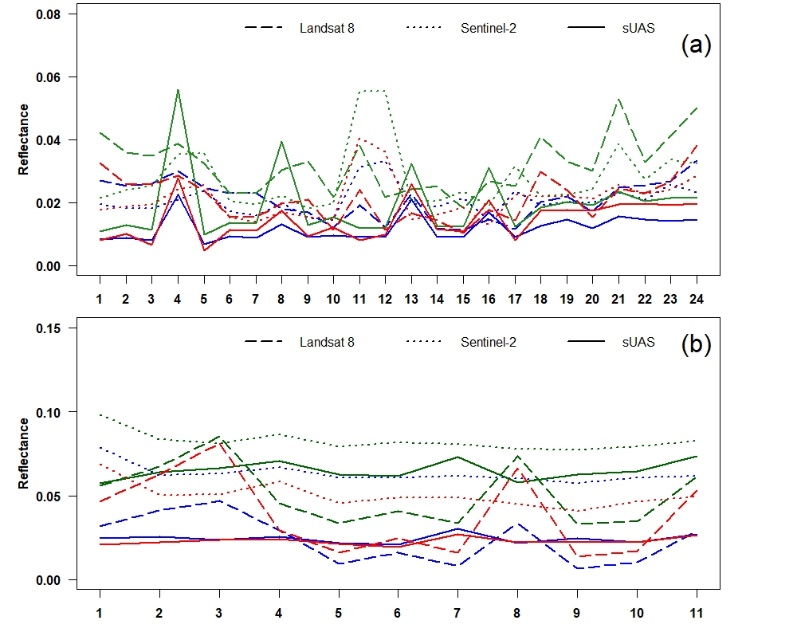 0.08
Landsat 8 Sentinel-2 sUAS
(a)
0.06
0.04
0.02
0.00
Reflectance
1 2 3 4 5 6 7 8 9 10 11 12 13 14 15 16 17 18 19 20 21 22 23 24
0.15
Landsat 8 Sentinel-2 sUAS
(b)
0.10
0.05
0.00
Reflectance
1 2 3 4 5 6 7 8 9 10 11